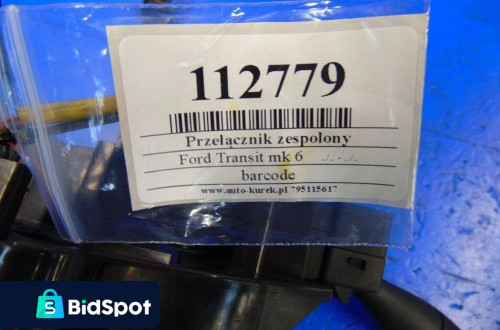 112779
Przełącznik zespolony
Ford Transit mk 6 ../.. - ../..
barcode
www.auto-kurek.pl 795115617
S BidSpot